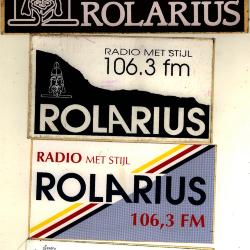 ROLARIUS
RADIO MET STIJL
106.3 fm
ROLARIUS
RADIO MET STIJL
ROLARIUS
106,3 FM